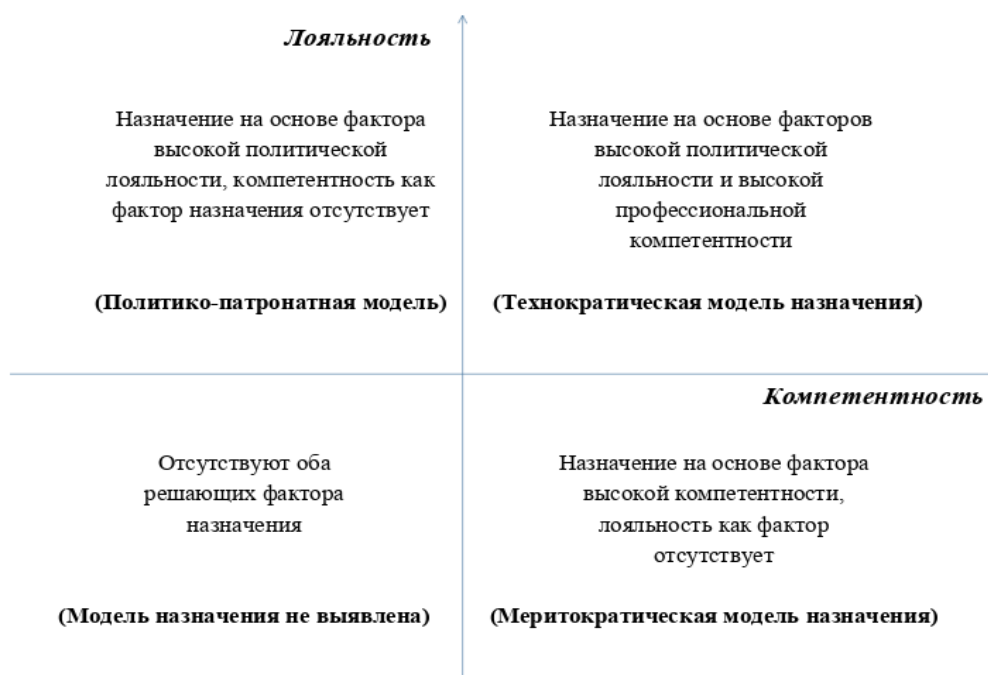 Лояльность
Назначение на основе фактора
высокой политической
лояльности, компетентность как
фактор назначения отсутствует
(Политико-патронатная модель)
Назначение на основе факторов
высокой политической
лояльности и высокой
профессиональной
компетентности
(Технократическая модель назначения)
Компетентность
Отсутствуют оба
решающих фактора
назначения
(Модель назначения не выявлена)
Назначение на основе фактора
высокой компетентности,
лояльность как фактор
отсутствует
(Меритократическая модель назначения)